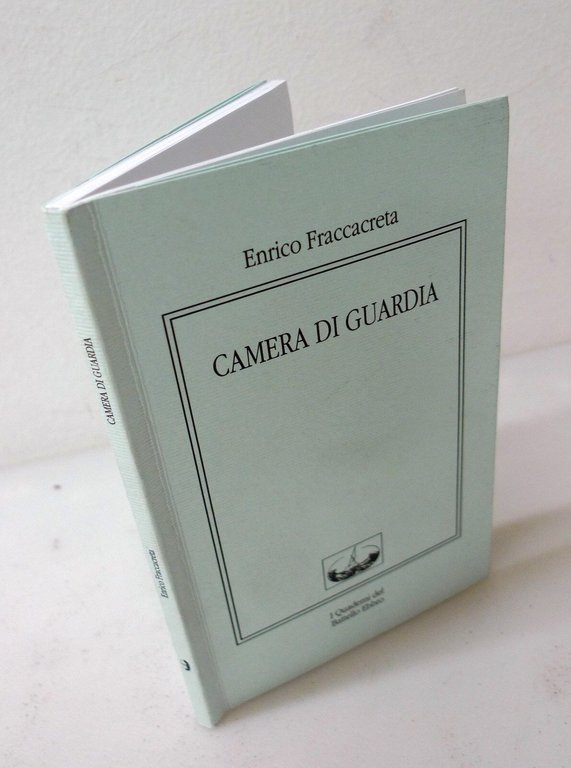 Enrico Fraccacreta
CAMERA DI GUARDIA
I Quaderni del
Battello Ebbro
CAMERA DI GUARDIA
Enrico Fraccacreta